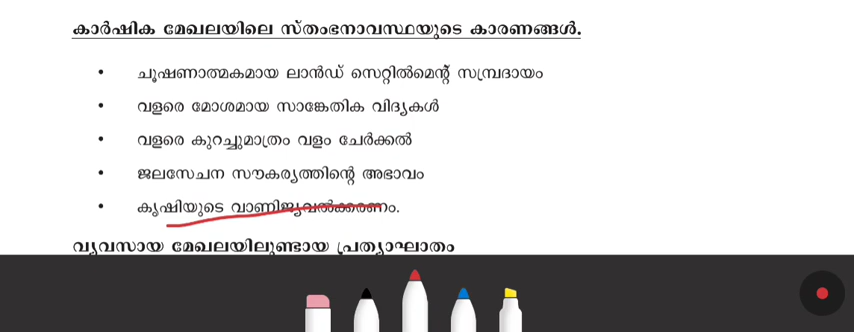 കാർഷിക മേഖലയിലെ സ്തംഭനാവസ്ഥയുടെ കാരണങ്ങൾ.
• ചൂഷണാത്മകമായ ലാൻഡ് സെറ്റിൽമെന്റ് സമ്പ്രദായം
• വളരെ മോശമായ സാങ്കേതിക വിദ്യകൾ
• വളരെ കുറച്ചുമാത്രം വളം ചേർക്കൽ
• ജലസേചന സൗകര്യത്തിന്റെ അഭാവം
• കൃഷിയുടെ വാണിജ്യവൽക്കരണം.
വ്യവസായ മേഖലയിലുണ്ടായ പ്രത്യാഘാതം